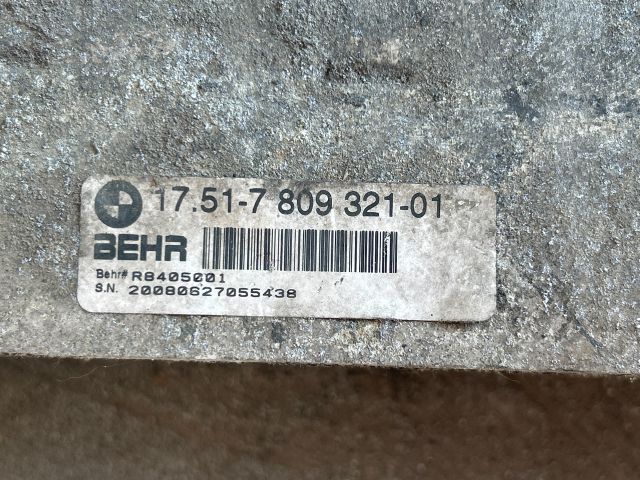 17.51-7 809 321-01
BEHR
Behr# R8405001
S.N. 20080627055438